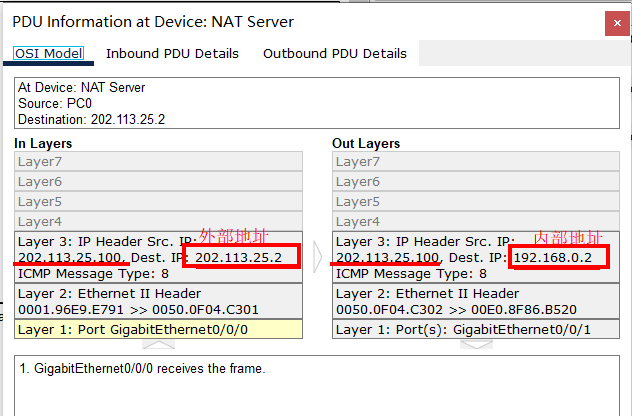 PDU Information at Device: NAT Server
OSI Model
Inbound PDU Details
Outbound PDU Details
At Device: NAT Server
Source: PC0
Destination: 202.113.25.2
In Layers
Layer7
Layer6
Layer5
Layer4
外部地址
Layer 3: IP Header Src. IP:
202.113.25.100, Dest. IP: 202.113.25.2
ICMP Message Type: 8
Layer 2: Ethernet II Header
0001.96E9.E791 >> 0050.0F04.C301
Layer 1: Port GigabitEthernet0/0/0
Out Layers
Layer7
Layer6
Layer5
Layer4
内部地址
Layer 3: IP Header Src. IP:
202.113.25.100, Dest. IP: 192.168.0.2
ICMP Message Type: 8
Layer 2: Ethernet II Header
0050.0F04.C302 >> 00E0.8F86.B520
Layer 1: Port(s): GigabitEthernet0/0/1
1. GigabitEthernet0/0/0 receives the frame.